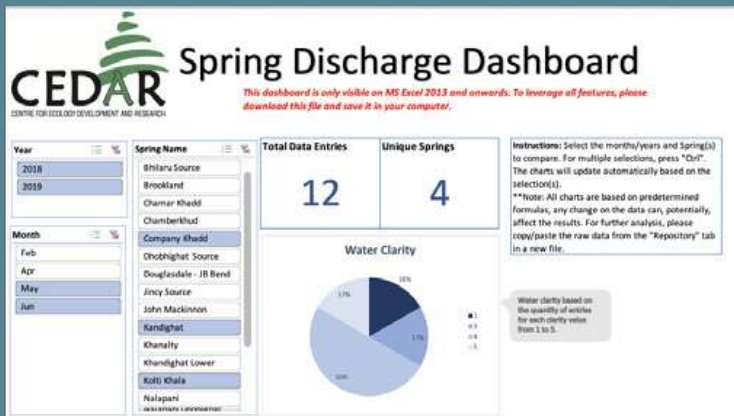 CEDAR
CENTRE FOR ECOLOGY DEVELOPMENT AND RESEARCH
Spring Discharge Dashboard
This dashboard is only visible on MS Excel 2013 and onwards. To leverage all features, please
download this file and save it in your computer.
Year
2018
2019
Month
Feb
Apr
May
Jun
Spring Name
Bhilaru Source
Brookland
Chamar Khadd
Chamberkhud
Company Khadd
Dhobhighat Source
Douglasdale - JB Bend
Jincy Source
John Mackinnon
Kandighat
Khanalty
Khandighat Lower
Kolti Khala
Nalapani
Total Data Entries
12
Unique Springs
4
Instructions: Select the months/years and Spring(s)
to compare. For multiple selections, press "Ctrl".
The charts will update automatically based on the
selection(s).
**Note: All charts are based on predetermined
formulas, any change on the data can, potentially,
affect the results. For further analysis, please
copy/paste the raw data from the "Repository" tab
in a new file.
Water Clarity
17%
16%
17%
50%
1
Water clarity based on
the quantity of entries
for each clarity value
from 1 to 5.